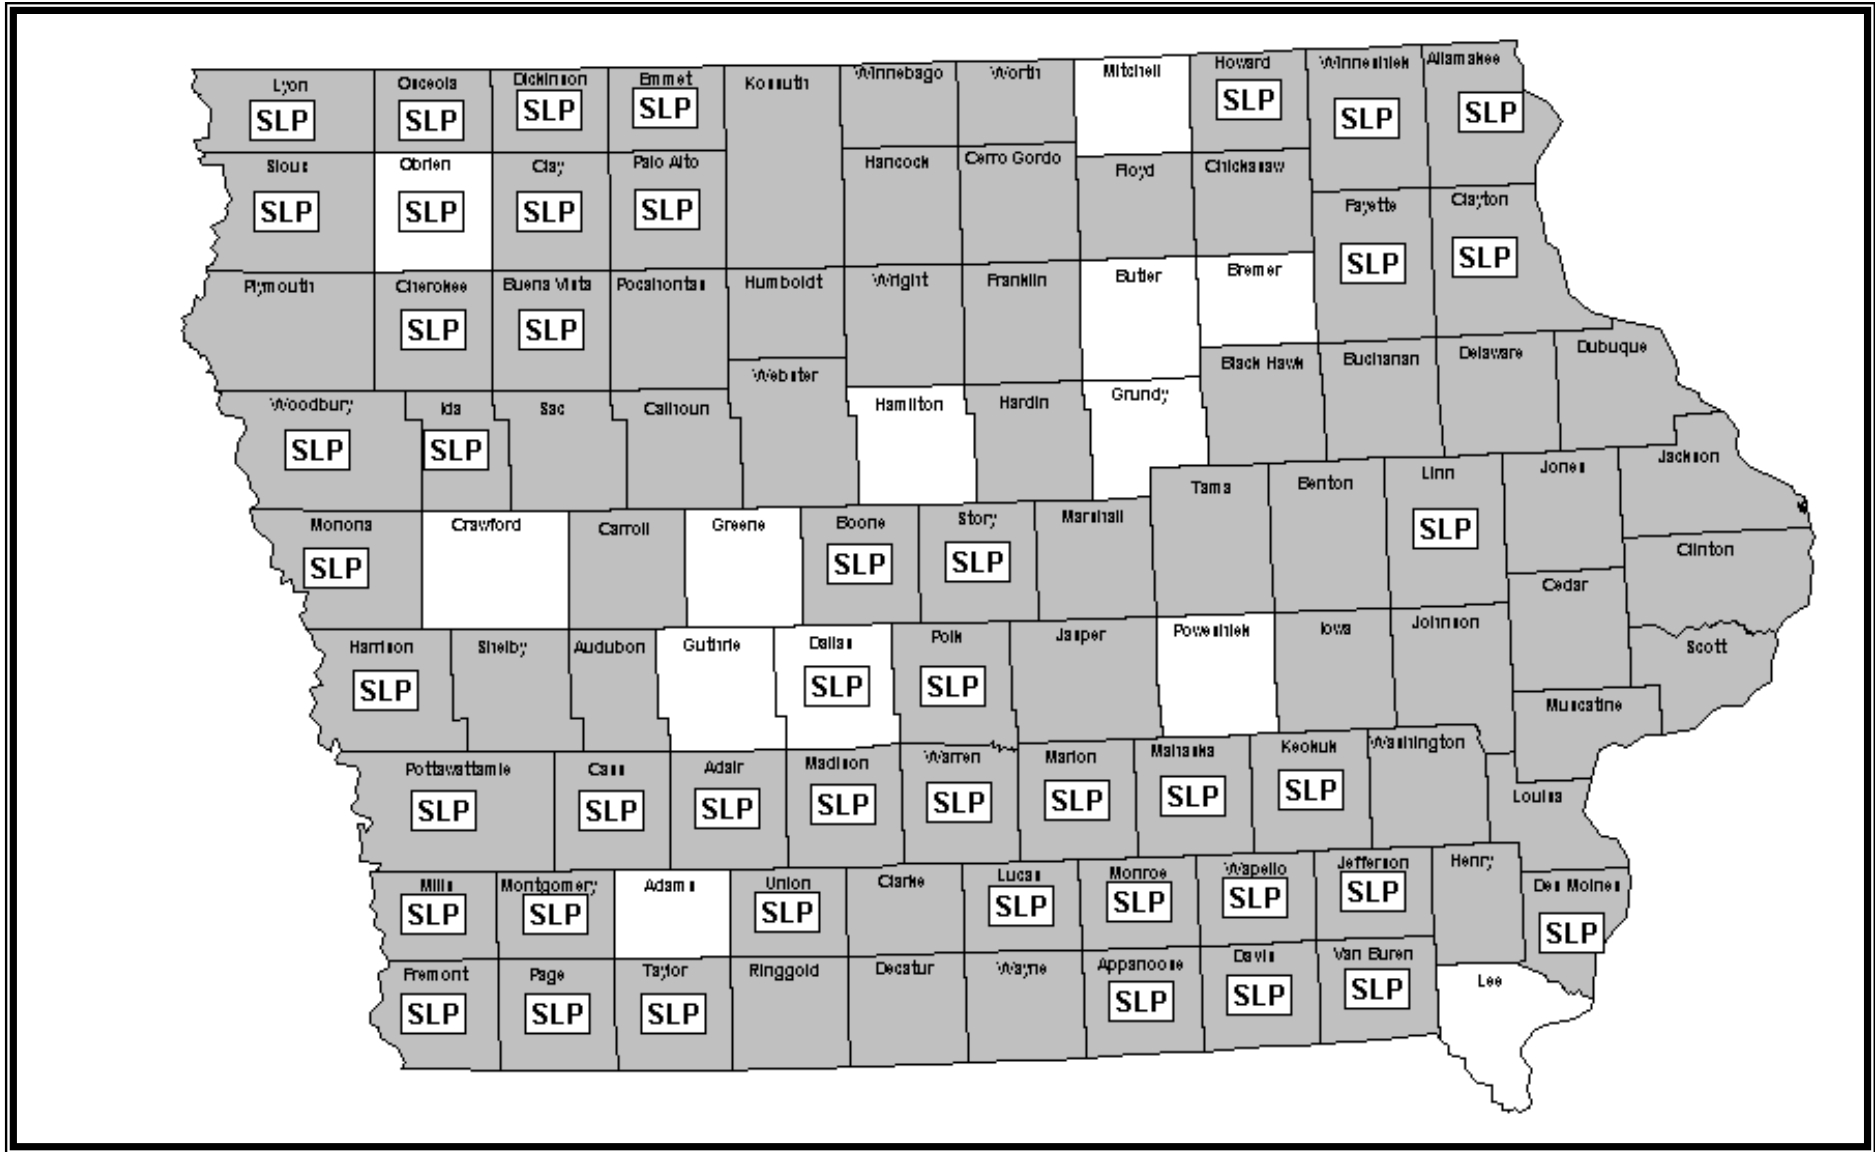 Lyon
SLP
Osceola
SLP
Dickinson
SLP
Emmet
SLP
Kossuth
Winnebago
Worth
Mitchell
Howard
SLP
Winneshiek
SLP
Allamakee
SLP
Sioux
SLP
Obrien
SLP
Clay
SLP
Palo Alto
SLP
Hancock
Cerro Gordo
Floyd
Chickasaw
Fayette
SLP
Clayton
SLP
Plymouth
Cherokee
SLP
Buena Vista
SLP
Pocahontas
Humboldt
Wright
Franklin
Butler
Bremer
Black Hawk
Buchanan
Delaware
Dubuque
Woodbury
SLP
Ida
SLP
Sac
Calhoun
Webster
Hamilton
Hardin
Grundy
Tama
Benton
Linn
SLP
Jones
Jackson
Monona
SLP
Crawford
Carroll
Greene
Boone
SLP
Story
SLP
Marshall
Clinton
Cedar
Harrison
SLP
Shelby
Audubon
Guthrie
Dallas
SLP
Polk
SLP
Jasper
Poweshiek
Iowa
Johnson
Scott
Muscatine
Pottawattamie
SLP
Cass
SLP
Adair
SLP
Madison
SLP
Warren
SLP
Marion
SLP
Mahaska
SLP
Keokuk
SLP
Washington
Louisa
Mills
SLP
Montgomery
SLP
Adams
Union
SLP
Clarke
Lucas
SLP
Monroe
SLP
Wapello
SLP
Jefferson
SLP
Henry
Des Moines
SLP
Fremont
SLP
Page
SLP
Taylor
SLP
Ringgold
Decatur
Wayne
Appanoose
SLP
Davis
SLP
Van Buren
SLP
Lee